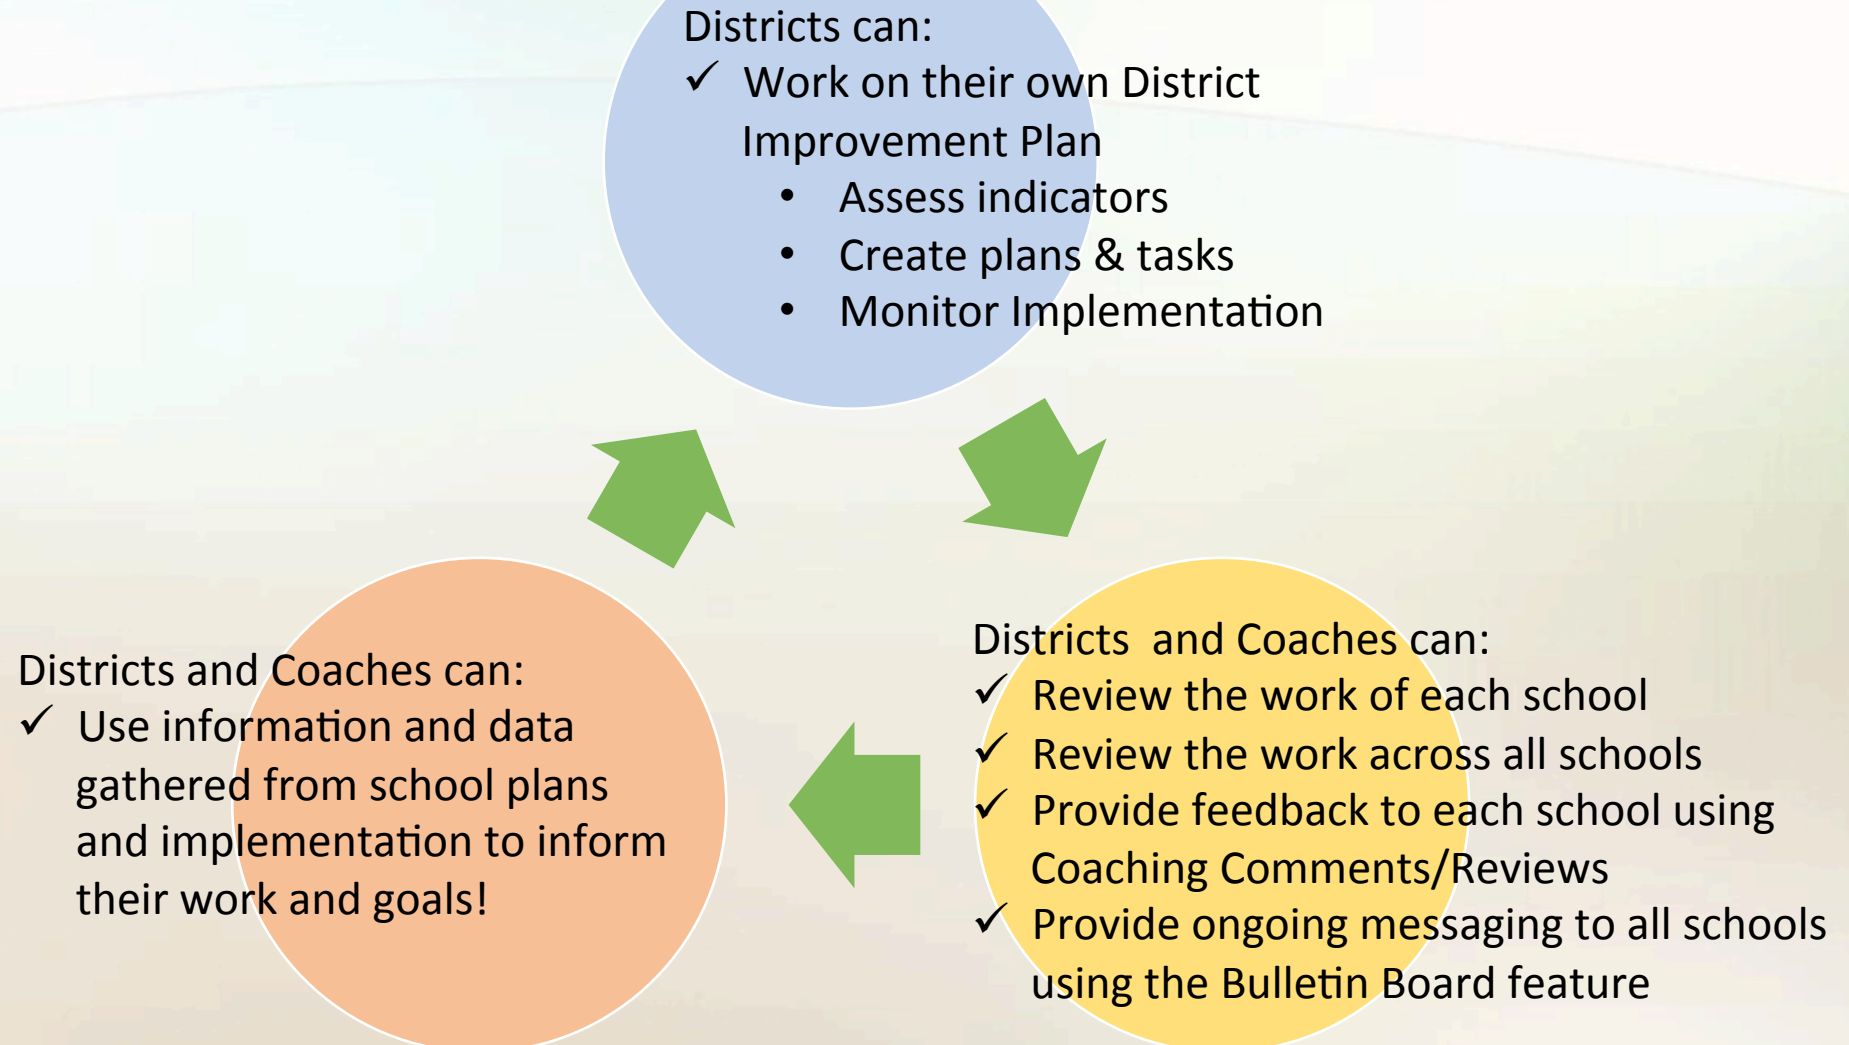 Districts can:
✓ Work on their own District
Improvement Plan
• Assess indicators
• Create plans & tasks
• Monitor Implementation
Districts and Coaches can:
✓ Review the work of each school
✓ Review the work across all schools
✓ Provide feedback to each school using
Coaching Comments/Reviews
✓ Provide ongoing messaging to all schools
using the Bulletin Board feature
Districts and Coaches can:
✓ Use information and data
gathered from school plans
and implementation to inform
their work and goals!